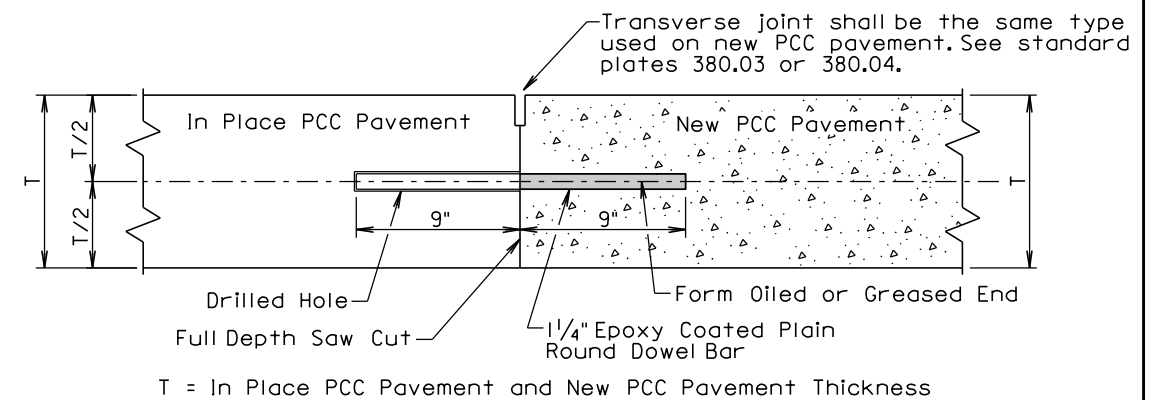 Transverse joint shall be the same type
used on new PCC pavement. See standard
plates 380.03 or 380.04.
In Place PCC Pavement
New PCC Pavement
T/2
T
T
T/2
9"
9"
Drilled Hole
Form Oiled or Greased End
Full Depth Saw Cut
1 1/4" Epoxy Coated Plain
Round Dowel Bar
T = In Place PCC Pavement and New PCC Pavement Thickness